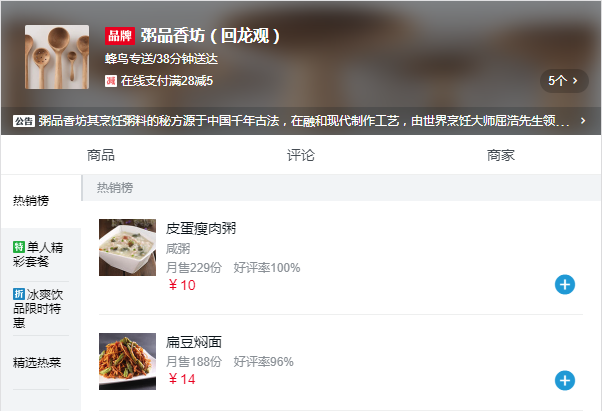 品牌 粥品香坊（回龙观）
蜂鸟专送/38分钟送达
减 在线支付满28减5
5个 >
公告 粥品香坊其烹饪粥料的秘方源于中国千年古法，在融和现代制作工艺，由世界烹饪大师屈浩先生领... >
商品 评论 商家
热销榜
热销榜
特 单人精
彩套餐
折 冰爽饮
品限时特
惠
精选热菜
皮蛋瘦肉粥
咸粥
月售229份 好评率100%
￥10
扁豆焖面
月售188份 好评率96%
￥14